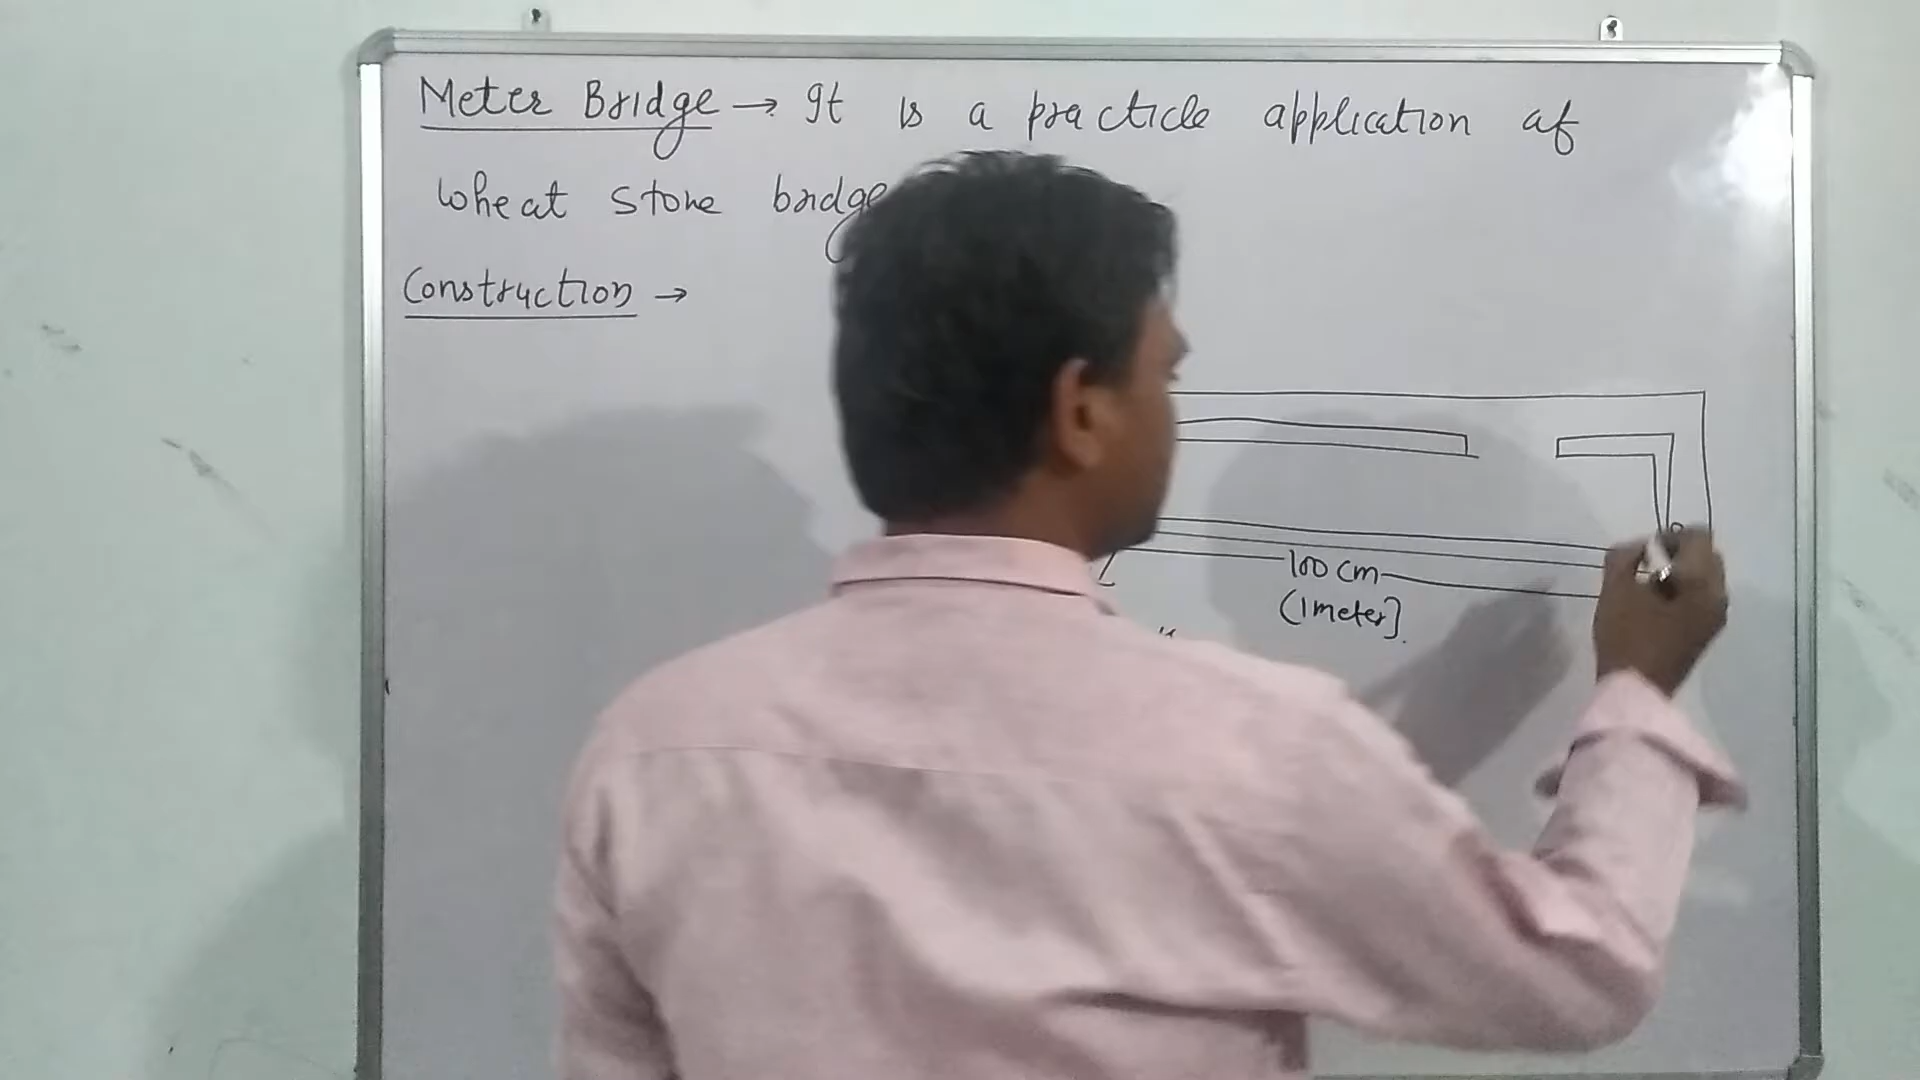 Meter Bridge → It is a practicle application of
wheat stone bridge
Construction →
100 cm
(1 meter].